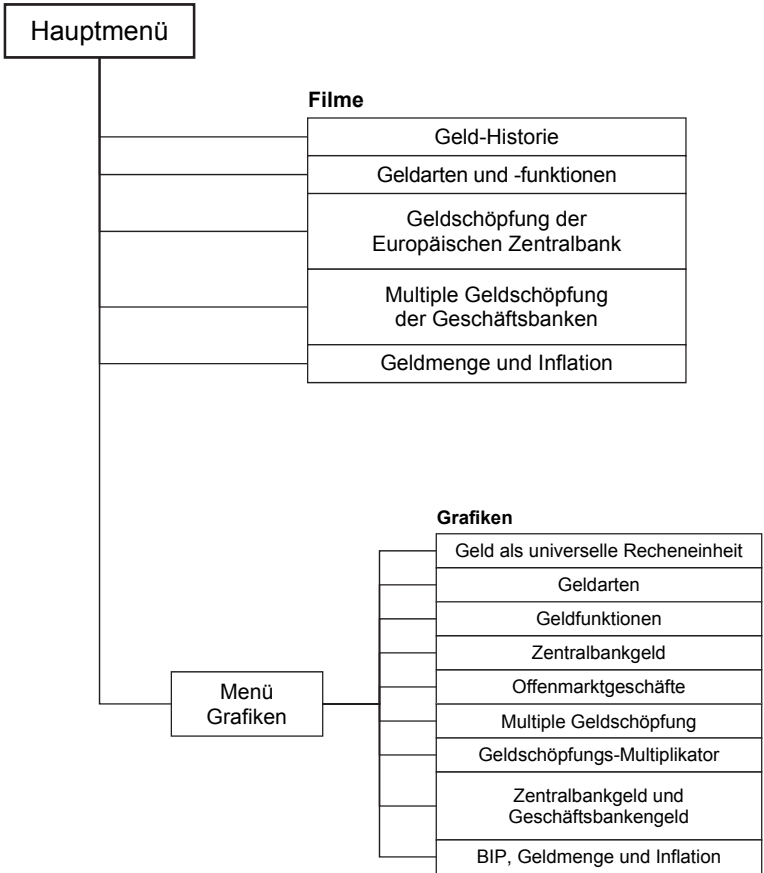 Hauptmenü
Filme
Geld-Historie
Geldarten und -funktionen
Geldschöpfung der
Europäischen Zentralbank
Multiple Geldschöpfung
der Geschäftsbanken
Geldmenge und Inflation
Grafiken
Geld als universelle Recheneinheit
Geldarten
Geldfunktionen
Zentralbankgeld
Menü
Grafiken
Offenmarktgeschäfte
Multiple Geldschöpfung
Geldschöpfungs-Multiplikator
Zentralbankgeld und
Geschäftsbankengeld
BIP, Geldmenge und Inflation